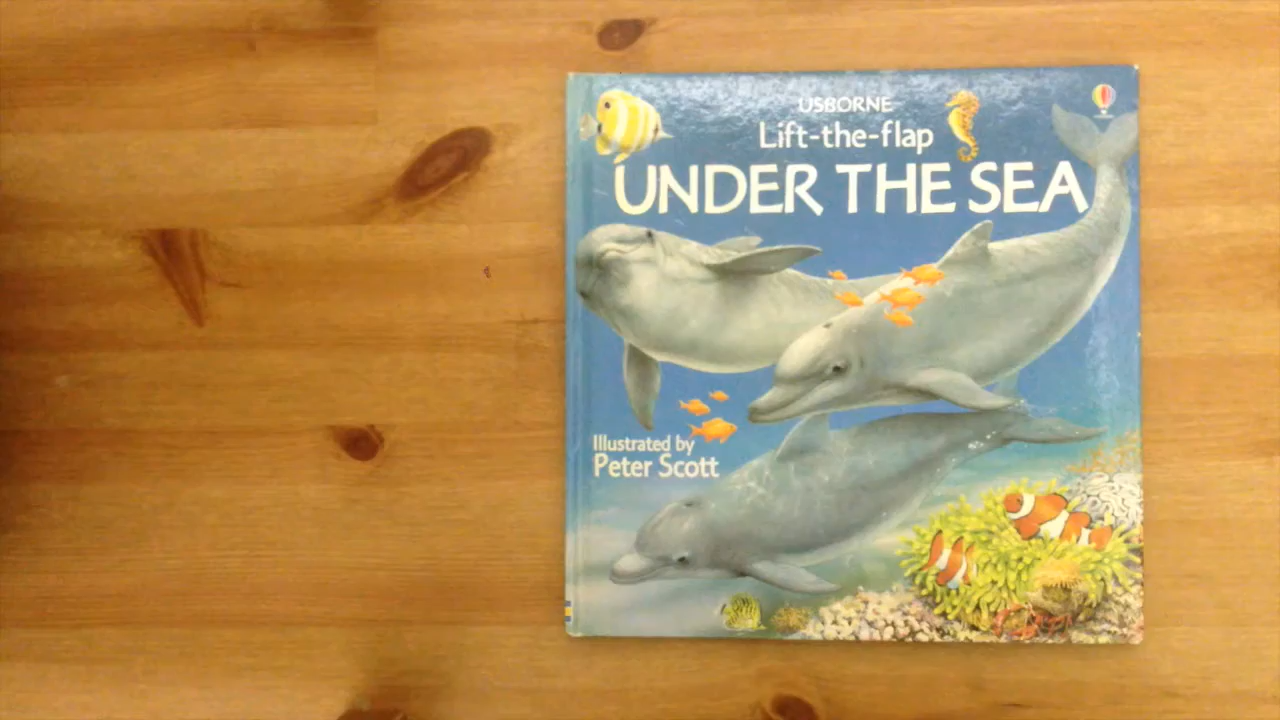 USBORNE
Lift-the-flap
UNDER THE SEA
Illustrated by
Peter Scott